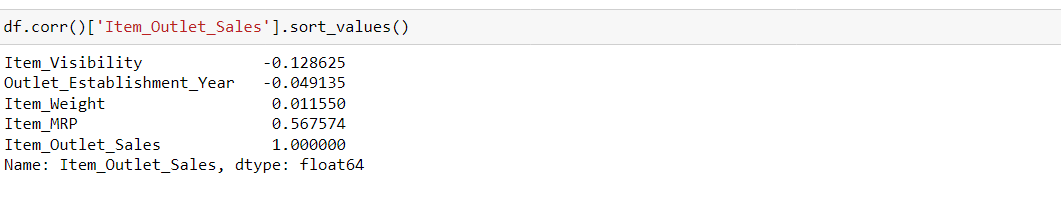 df.corr()['Item_Outlet_Sales'].sort_values()
Item_Visibility -0.128625
Outlet_Establishment_Year -0.049135
Item_Weight 0.011550
Item_MRP 0.567574
Item_Outlet_Sales 1.000000
Name: Item_Outlet_Sales, dtype: float64